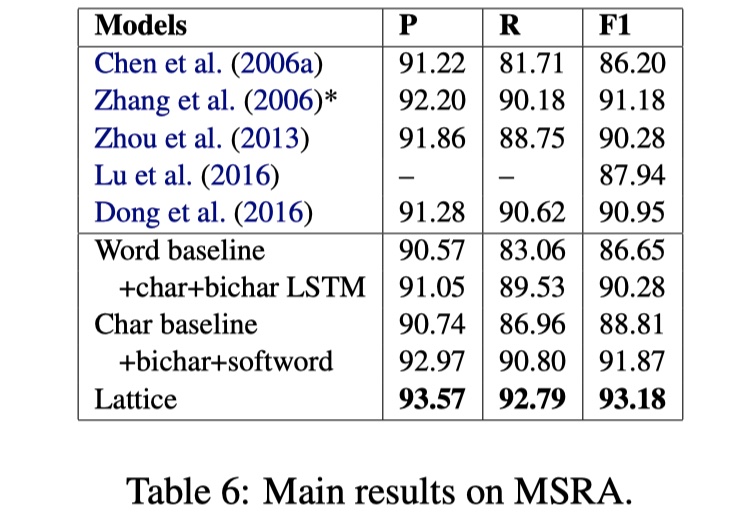 Models P R F1
Chen et al. (2006a) 91.22 81.71 86.20
Zhang et al. (2006)* 92.20 90.18 91.18
Zhou et al. (2013) 91.86 88.75 90.28
Lu et al. (2016) – – 87.94
Dong et al. (2016) 91.28 90.62 90.95
Word baseline 90.57 83.06 86.65
+char+bichar LSTM 91.05 89.53 90.28
Char baseline 90.74 86.96 88.81
+bichar+softword 92.97 90.80 91.87
Lattice 93.57 92.79 93.18
Table 6: Main results on MSRA.